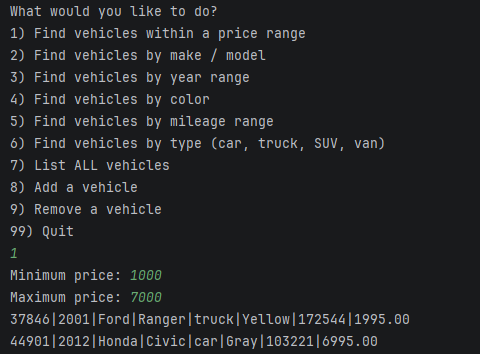 What would you like to do?
1) Find vehicles within a price range
2) Find vehicles by make / model
3) Find vehicles by year range
4) Find vehicles by color
5) Find vehicles by mileage range
6) Find vehicles by type (car, truck, SUV, van)
7) List ALL vehicles
8) Add a vehicle
9) Remove a vehicle
99) Quit
1
Minimum price: 1000
Maximum price: 7000
37846|2001|Ford|Ranger|truck|Yellow|172544|1995.00
44901|2012|Honda|Civic|car|Gray|103221|6995.00